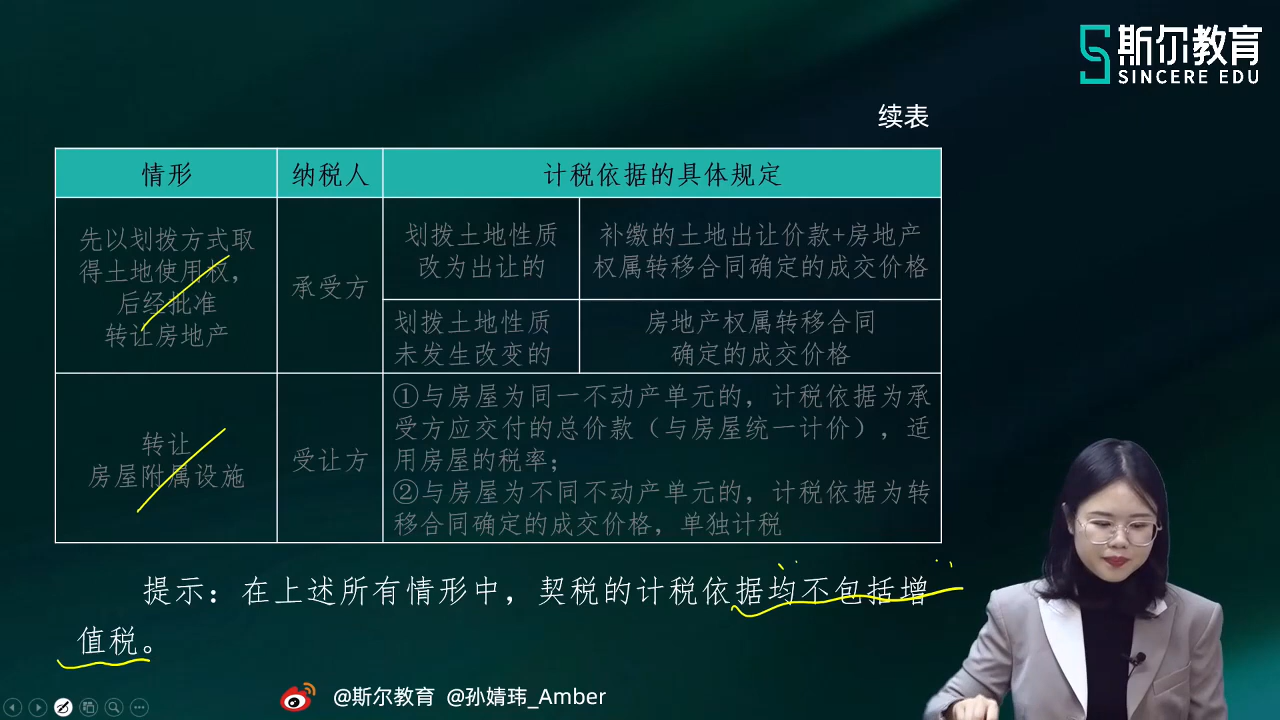 斯尔教育
SINCERE EDU
续表
情形
纳税人
计税依据的具体规定
先以划拨方式取
得土地使用权，
后经批准
转让房地产
承受方
划拨土地性质
改为出让的
补缴的土地出让价款+房地产
权属转移合同确定的成交价格
划拨土地性质
未发生改变的
房地产权属转移合同
确定的成交价格
转让
房屋附属设施
受让方
①与房屋为同一不动产单元的，计税依据为承
受方应交付的总价款（与房屋统一计价），适
用房屋的税率；
②与房屋为不同不动产单元的，计税依据为转
移合同确定的成交价格，单独计税
提示：在上述所有情形中，契税的计税依据均不包括增
值税。
@斯尔教育 @孙婧玮_Amber